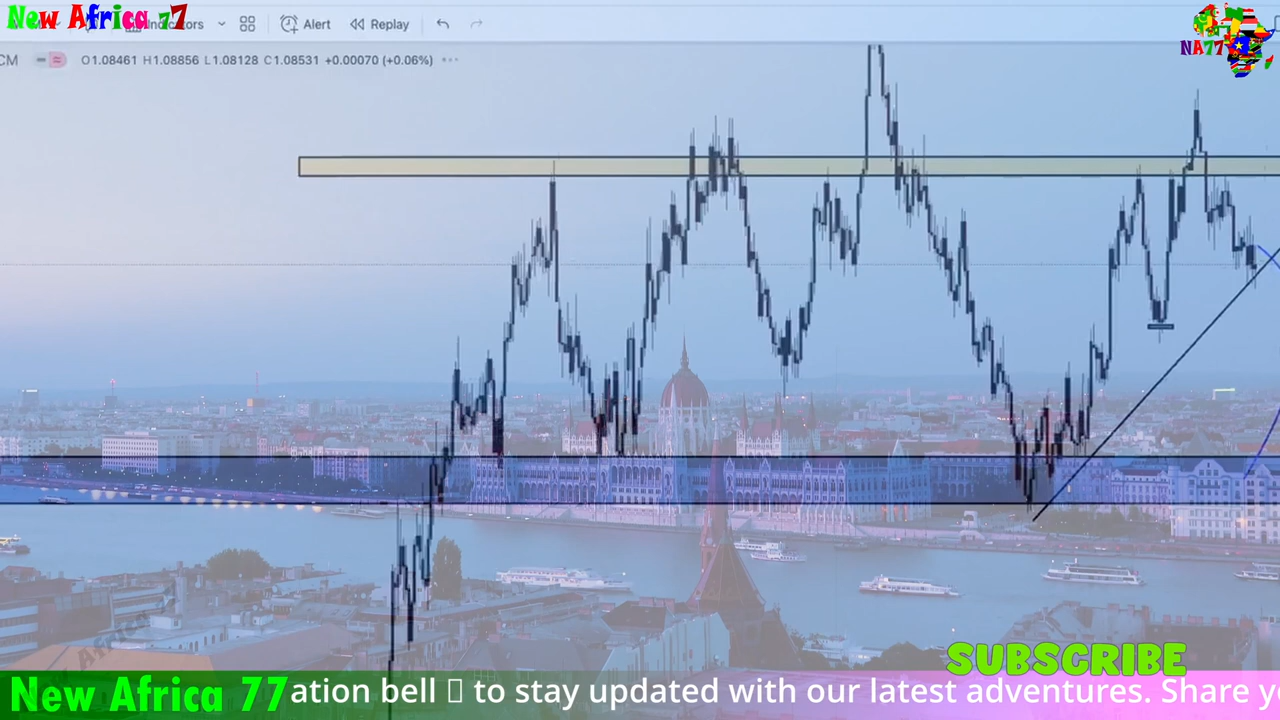 New Africa 77
Indicators
Alert
Replay
NA77
CM
O1.08461 H1.08856 L1.08128 C1.08531 +0.00070 (+0.06%)
SUBSCRIBE
New Africa 77
ation bell to stay updated with our latest adventures. Share y